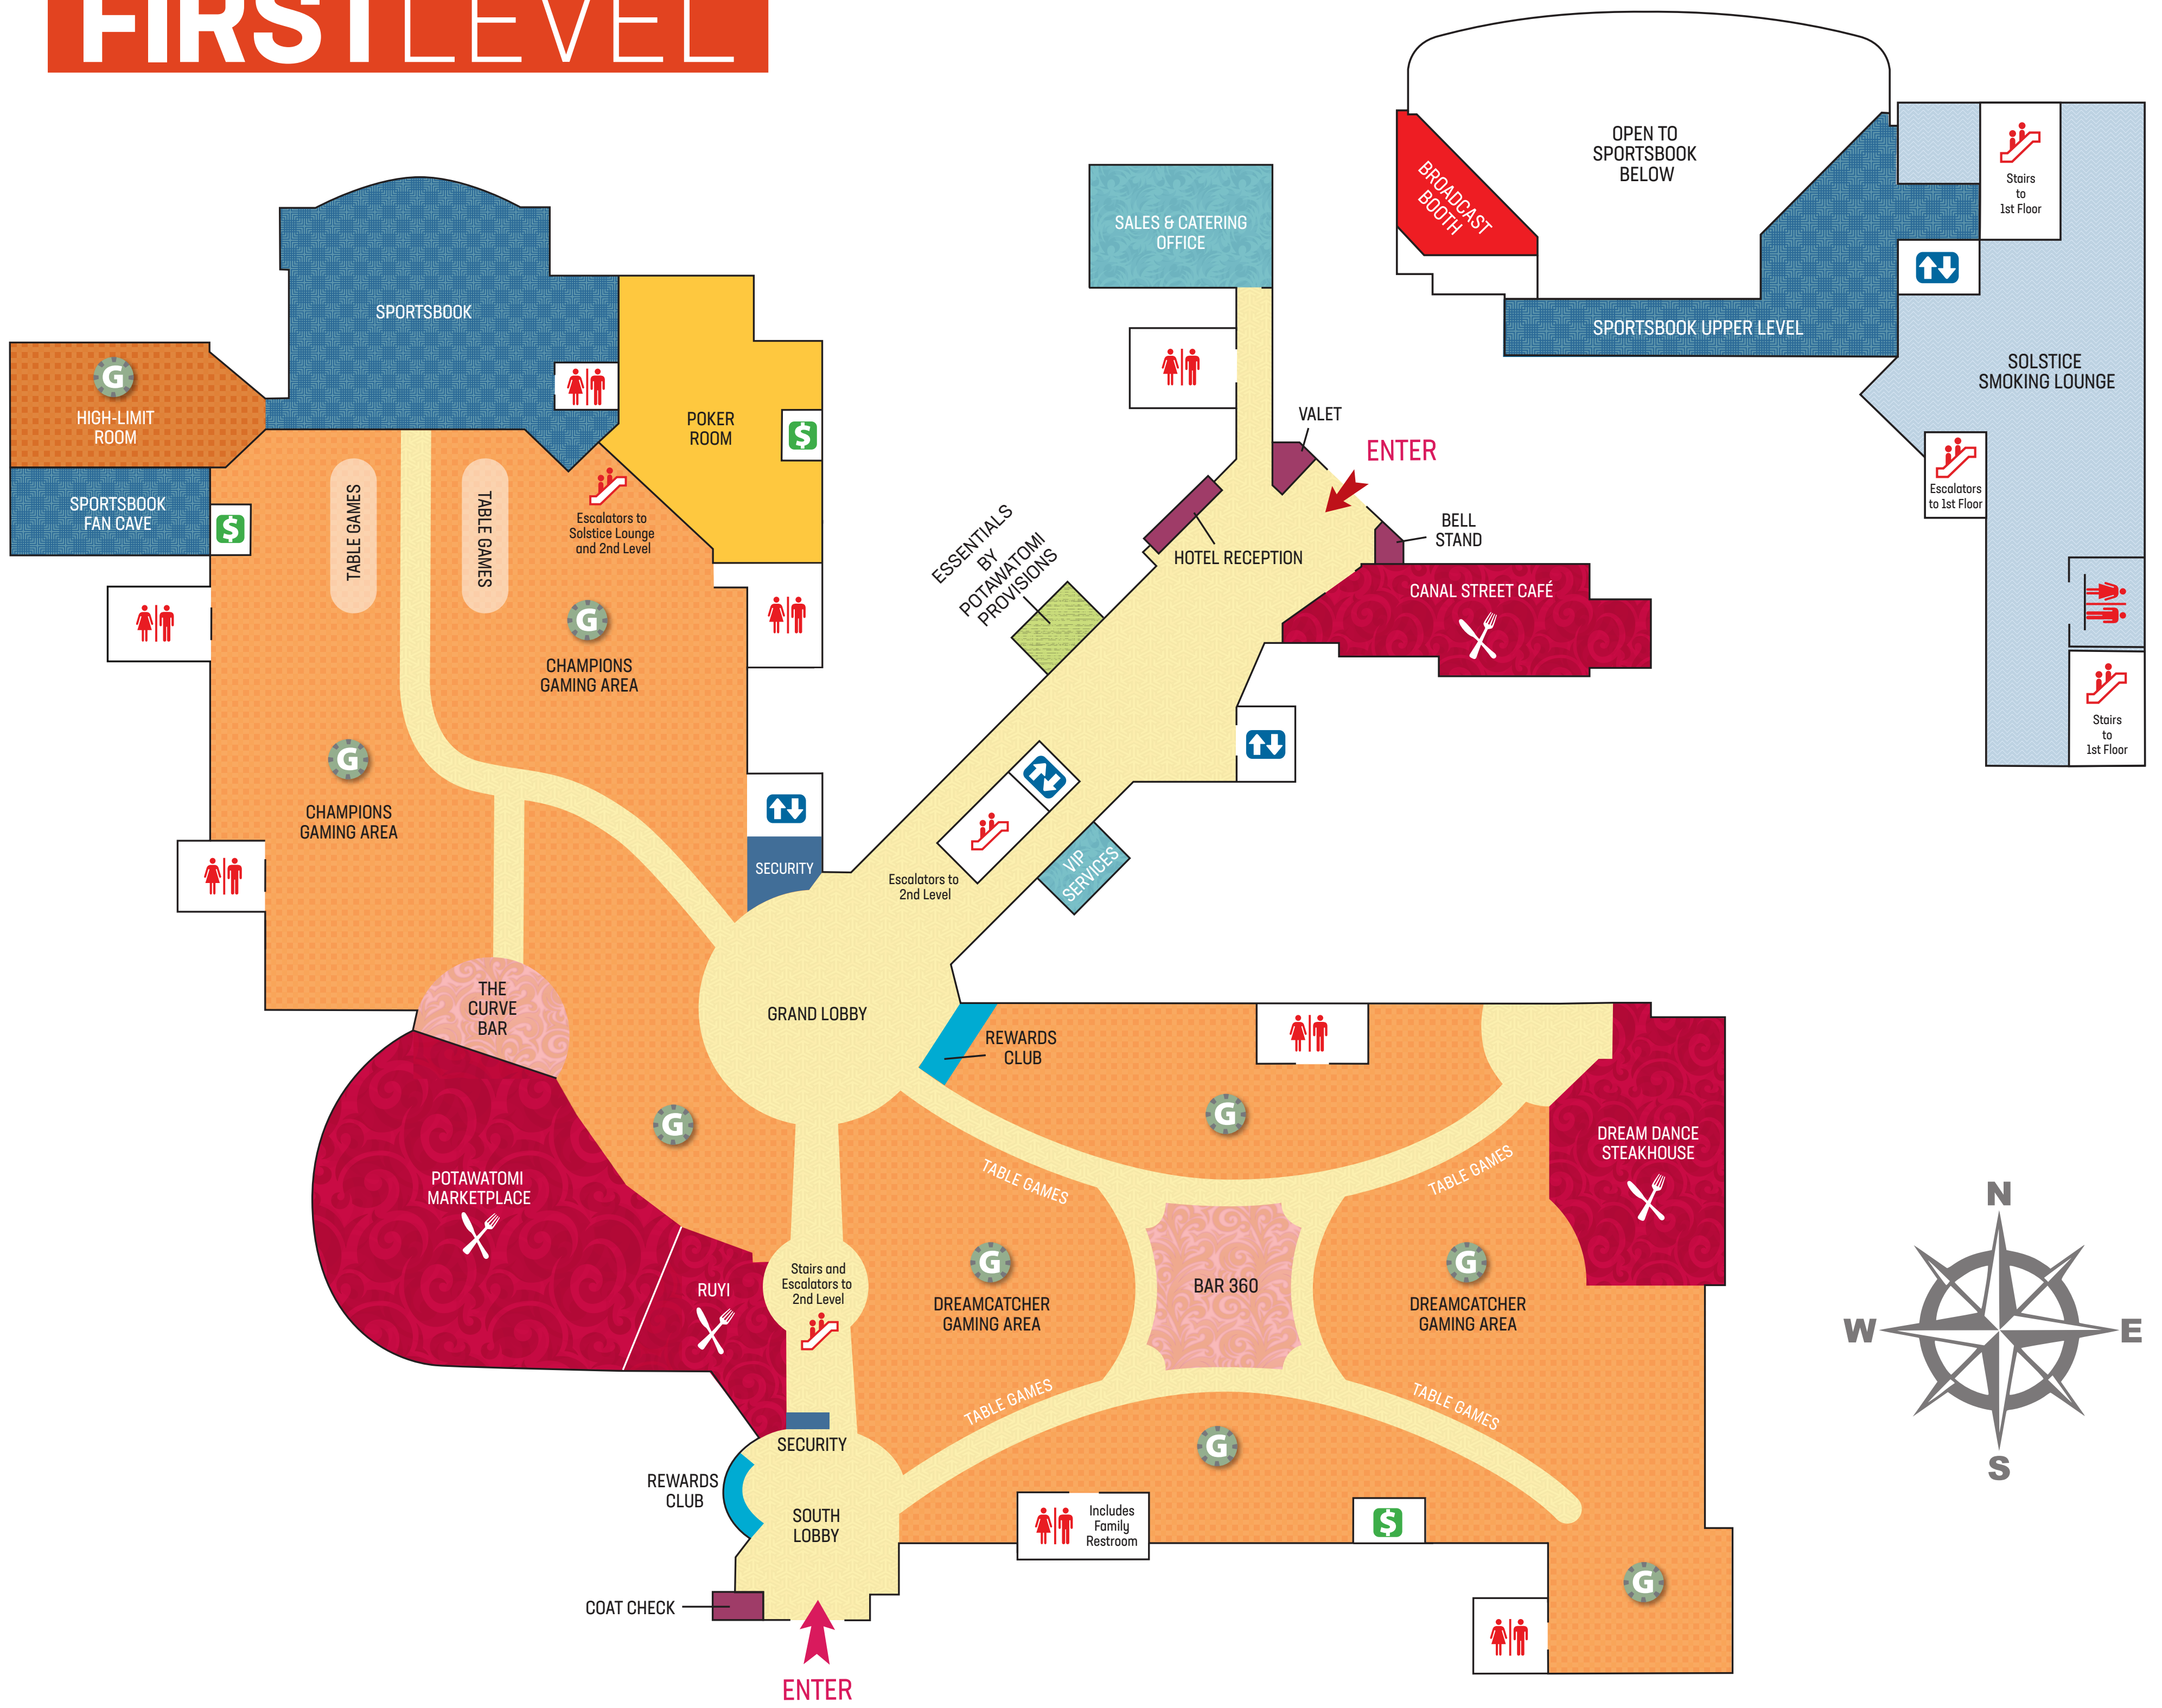 FIRST LEVEL
OPEN TO
SPORTSBOOK
BELOW
BROADCAST
BOOTH
Stairs
to
1st Floor
SPORTSBOOK UPPER LEVEL
SOLSTICE
SMOKING LOUNGE
Escalators
to 1st Floor
Stairs
to
1st Floor
SALES & CATERING
OFFICE
VALET
ENTER
BELL
STAND
HOTEL RECEPTION
CANAL STREET CAFÉ
ESSENTIALS
BY
POTAWATOMI
PROVISIONS
SPORTSBOOK
G
HIGH-LIMIT
ROOM
SPORTSBOOK
FAN CAVE
$
POKER
ROOM
$
TABLE GAMES
TABLE GAMES
Escalators to
Solstice Lounge
and 2nd Level
G
CHAMPIONS
GAMING AREA
G
CHAMPIONS
GAMING AREA
SECURITY
Escalators to
2nd Level
VIP
SERVICES
THE
CURVE
BAR
GRAND LOBBY
REWARDS
CLUB
G
G
TABLE GAMES
TABLE GAMES
DREAM DANCE
STEAKHOUSE
POTAWATOMI
MARKETPLACE
RUYI
Stairs and
Escalators to
2nd Level
G
DREAMCATCHER
GAMING AREA
BAR 360
G
DREAMCATCHER
GAMING AREA
TABLE GAMES
TABLE GAMES
SECURITY
REWARDS
CLUB
SOUTH
LOBBY
G
Includes
Family
Restroom
$
G
COAT CHECK
ENTER
N
W
E
S